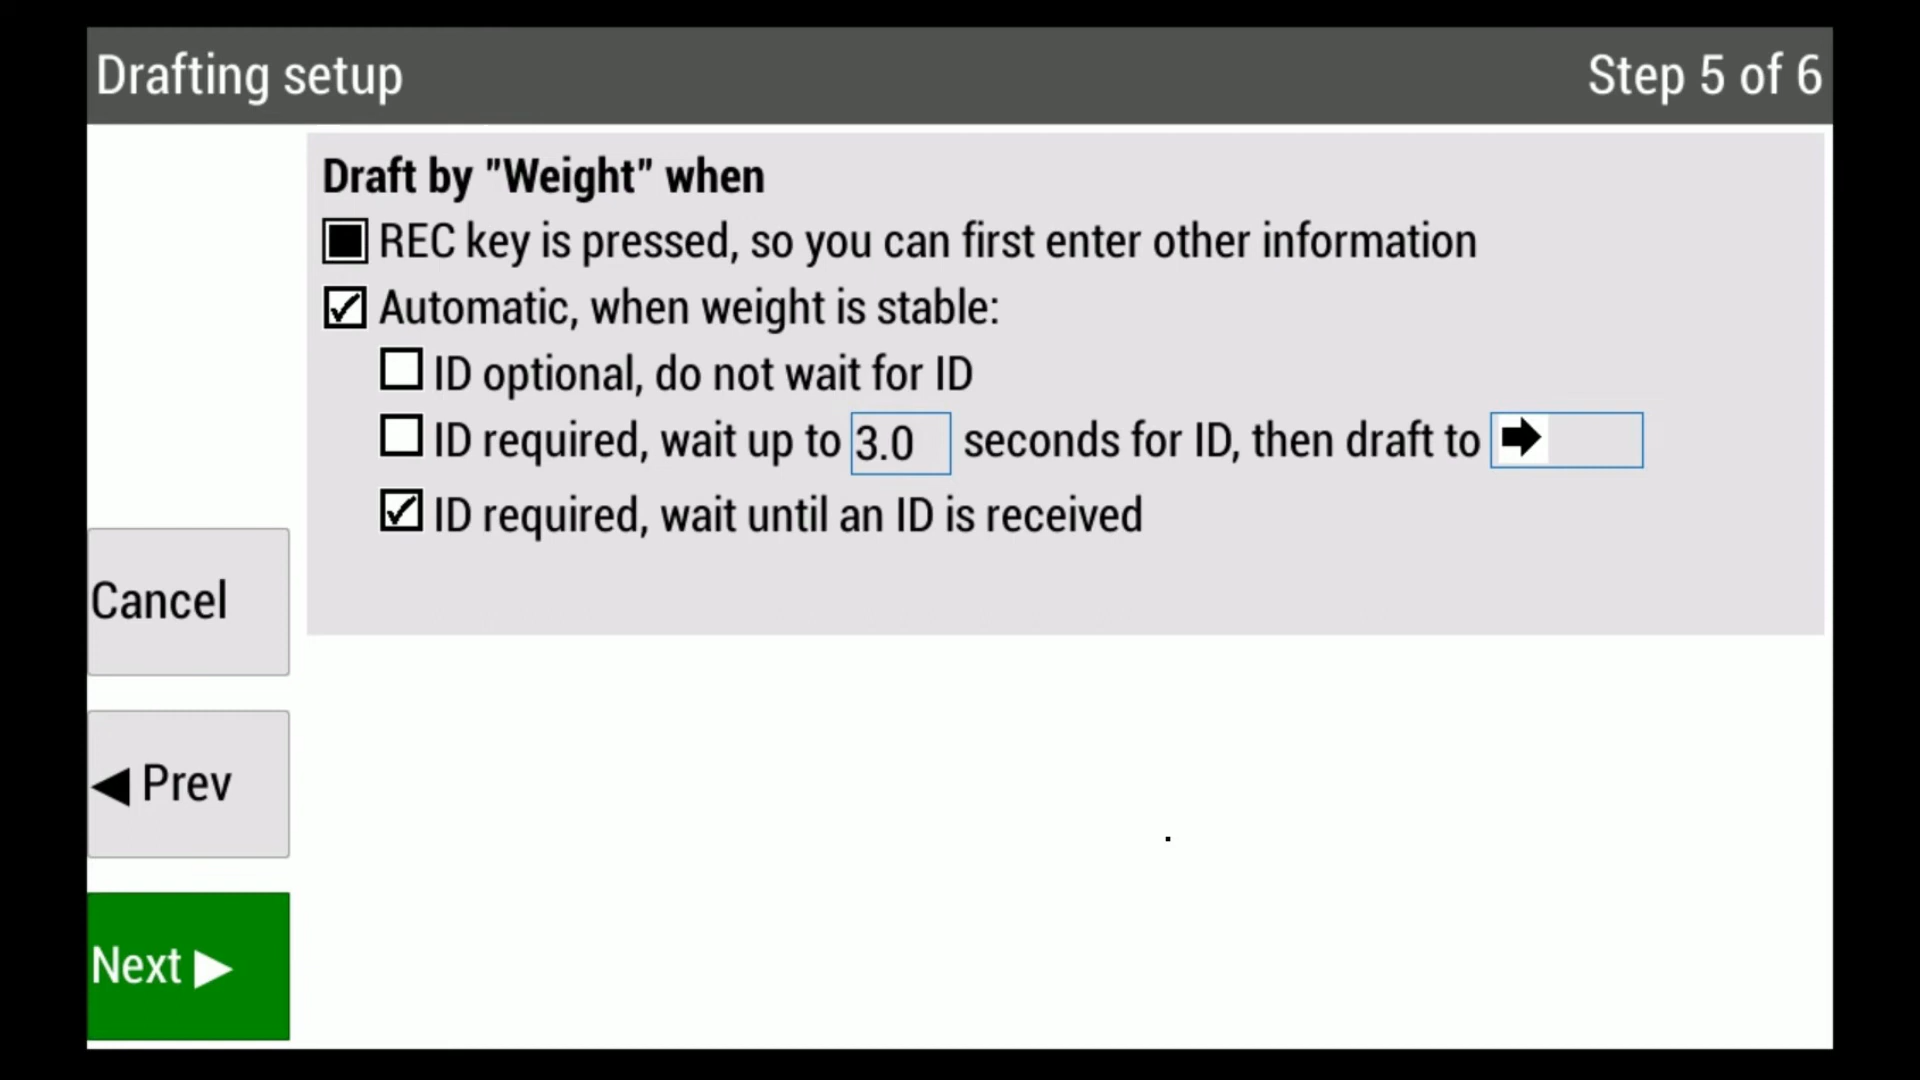 Drafting setup
Step 5 of 6
Draft by "Weight" when
REC key is pressed, so you can first enter other information
Automatic, when weight is stable:
ID optional, do not wait for ID
ID required, wait up to 3.0 seconds for ID, then draft to
ID required, wait until an ID is received
Cancel
Prev
Next